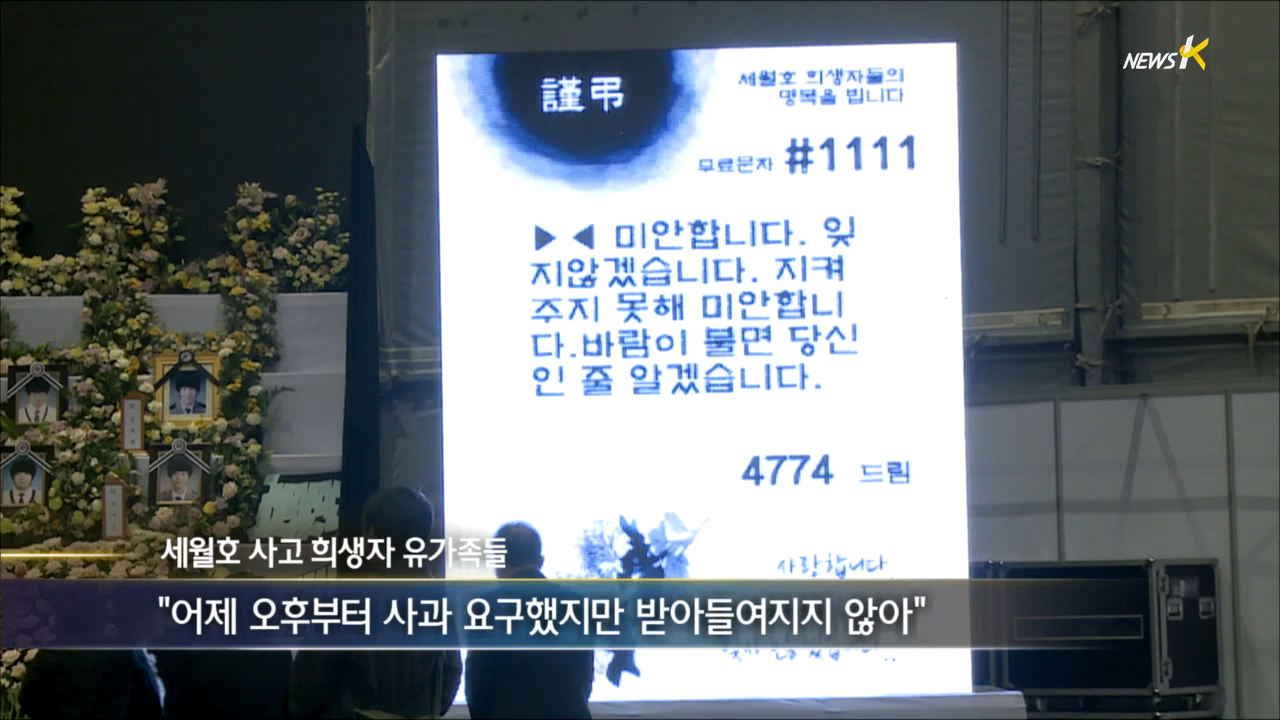 NEWS K
謹弔
세월호 희생자들의
명복을 빕니다
무료문자 #1111
▶◀ 미안합니다. 잊
지않겠습니다. 지켜
주지 못해 미안합니
다.바람이 불면 당신
인 줄 알겠습니다.
4774 드림
사랑합니다
세월호 사고 희생자 유가족들
"어제 오후부터 사과 요구했지만 받아들여지지 않아"